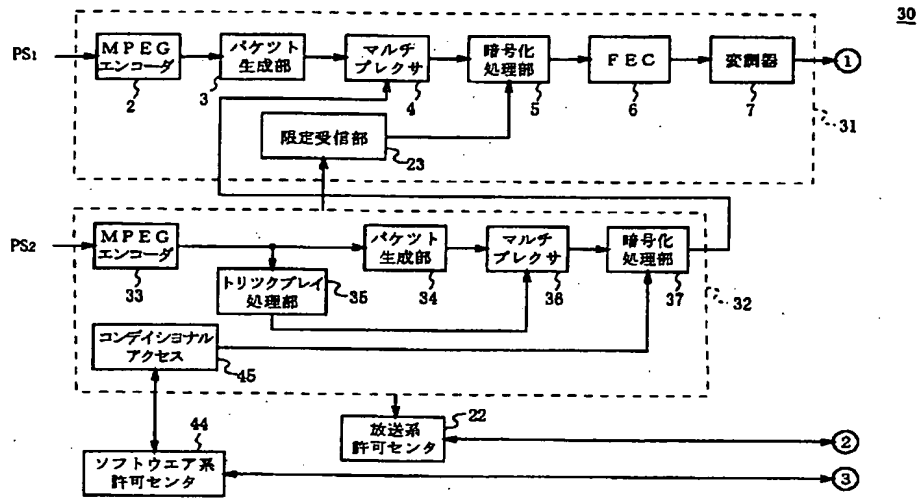 30
PS1
MPEG
エンコーダ
2
パケツト
生成部
3
マルチ
プレクサ
4
暗号化
処理部
5
FEC
6
変調器
7
1
31
限定受信部
23
PS2
MPEG
エンコーダ
33
トリツクプレイ
処理部
35
パケツト
生成部
34
マルチ
プレクサ
36
暗号化
処理部
37
32
コンデイシヨナル
アクセス
45
44
ソフトウエア系
許可センタ
22
放送系
許可センタ
2
3